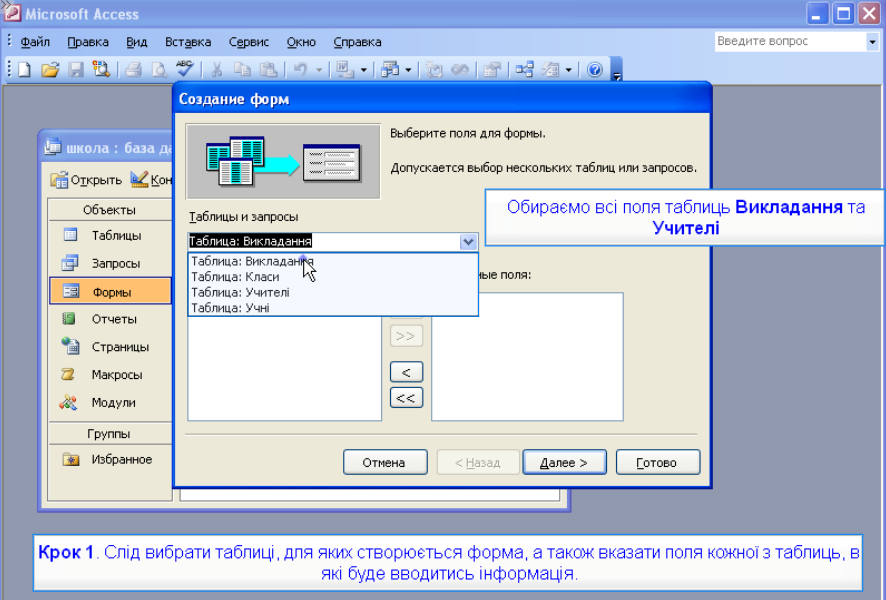 Microsoft Access
Файл Правка Вид Вставка Сервис Окно Справка
Введите вопрос
Создание форм
Выберите поля для формы.
Допускается выбор нескольких таблиц или запросов.
школа : база да
Открыть Кон
Объекты
Таблицы
Запросы
Формы
Отчеты
Страницы
Макросы
Модули
Группы
Избранное
Таблицы и запросы
Таблица: Викладання
Таблица: Викладання
Таблица: Класи
Таблица: Учителі
Таблица: Учні
ные поля:
>>
<
<<
Отмена
< Назад
Далее >
Готово
Обираємо всі поля таблиць Викладання та
Учителі
Крок 1. Слід вибрати таблиці, для яких створюється форма, а також вказати поля кожної з таблиць, в
які буде вводитись інформація.